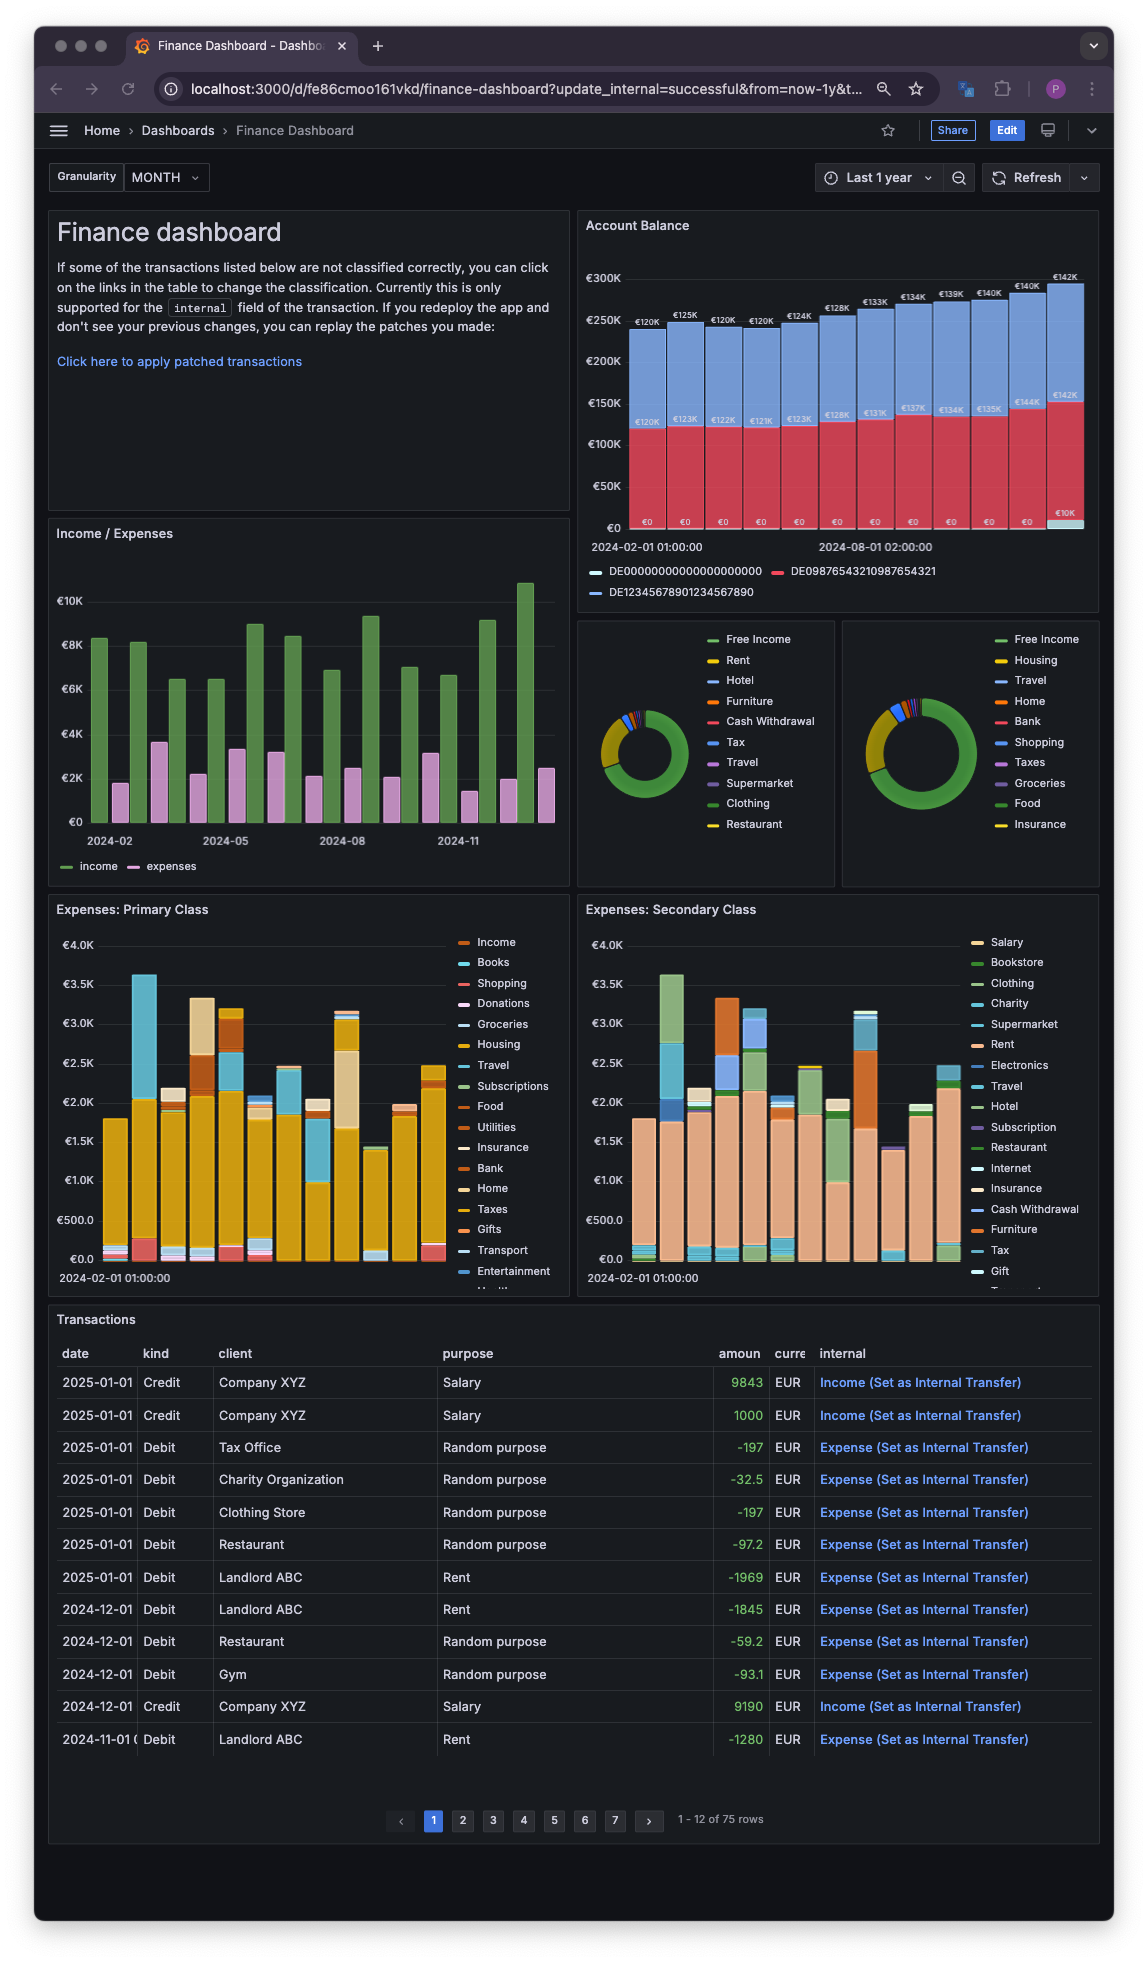 Finance Dashboard - Dashbo
localhost:3000/d/fe86cmoo161vkd/finance-dashboard?update_internal=successful&from=now-1y&t...
P
Home › Dashboards › Finance Dashboard
Share
Edit
Granularity
MONTH
Last 1 year
Refresh
Finance dashboard
If some of the transactions listed below are not classified correctly, you can click
on the links in the table to change the classification. Currently this is only
supported for the internal field of the transaction. If you redeploy the app and
don't see your previous changes, you can replay the patches you made:
Click here to apply patched transactions
Account Balance
€300K
€250K
€200K
€150K
€100K
€50K
€0
€120K €125K €120K €120K €124K €128K €133K €134K €139K €140K €140K €142K
€120K €123K €122K €121K €123K €128K €131K €137K €134K €135K €144K €142K
€0 €0 €0 €0 €0 €0 €0 €0 €0 €0 €0 €10K
2024-02-01 01:00:00 2024-08-01 02:00:00
DE00000000000000000000 DE09876543210987654321
DE12345678901234567890
Income / Expenses
€10K
€8K
€6K
€4K
€2K
€0
2024-02 2024-05 2024-08 2024-11
income expenses
Free Income
Rent
Hotel
Furniture
Cash Withdrawal
Tax
Travel
Supermarket
Clothing
Restaurant
Free Income
Housing
Travel
Home
Bank
Shopping
Taxes
Groceries
Food
Insurance
Expenses: Primary Class
€4.0K
€3.5K
€3.0K
€2.5K
€2.0K
€1.5K
€1.0K
€500.0
€0.0
2024-02-01 01:00:00
Income
Books
Shopping
Donations
Groceries
Housing
Travel
Subscriptions
Food
Utilities
Insurance
Bank
Home
Taxes
Gifts
Transport
Entertainment
Expenses: Secondary Class
€4.0K
€3.5K
€3.0K
€2.5K
€2.0K
€1.5K
€1.0K
€500.0
€0.0
2024-02-01 01:00:00
Salary
Bookstore
Clothing
Charity
Supermarket
Rent
Electronics
Travel
Hotel
Subscription
Restaurant
Internet
Insurance
Cash Withdrawal
Furniture
Tax
Gift
Transactions
date kind client purpose amoun curre internal
2025-01-01 Credit Company XYZ Salary 9843 EUR Income (Set as Internal Transfer)
2025-01-01 Credit Company XYZ Salary 1000 EUR Income (Set as Internal Transfer)
2025-01-01 Debit Tax Office Random purpose -197 EUR Expense (Set as Internal Transfer)
2025-01-01 Debit Charity Organization Random purpose -32.5 EUR Expense (Set as Internal Transfer)
2025-01-01 Debit Clothing Store Random purpose -197 EUR Expense (Set as Internal Transfer)
2025-01-01 Debit Restaurant Random purpose -97.2 EUR Expense (Set as Internal Transfer)
2025-01-01 Debit Landlord ABC Rent -1969 EUR Expense (Set as Internal Transfer)
2024-12-01 Debit Landlord ABC Rent -1845 EUR Expense (Set as Internal Transfer)
2024-12-01 Debit Restaurant Random purpose -59.2 EUR Expense (Set as Internal Transfer)
2024-12-01 Debit Gym Random purpose -93.1 EUR Expense (Set as Internal Transfer)
2024-12-01 Credit Company XYZ Salary 9190 EUR Income (Set as Internal Transfer)
2024-11-01 Debit Landlord ABC Rent -1280 EUR Expense (Set as Internal Transfer)
‹ 1 2 3 4 5 6 7 › 1 - 12 of 75 rows